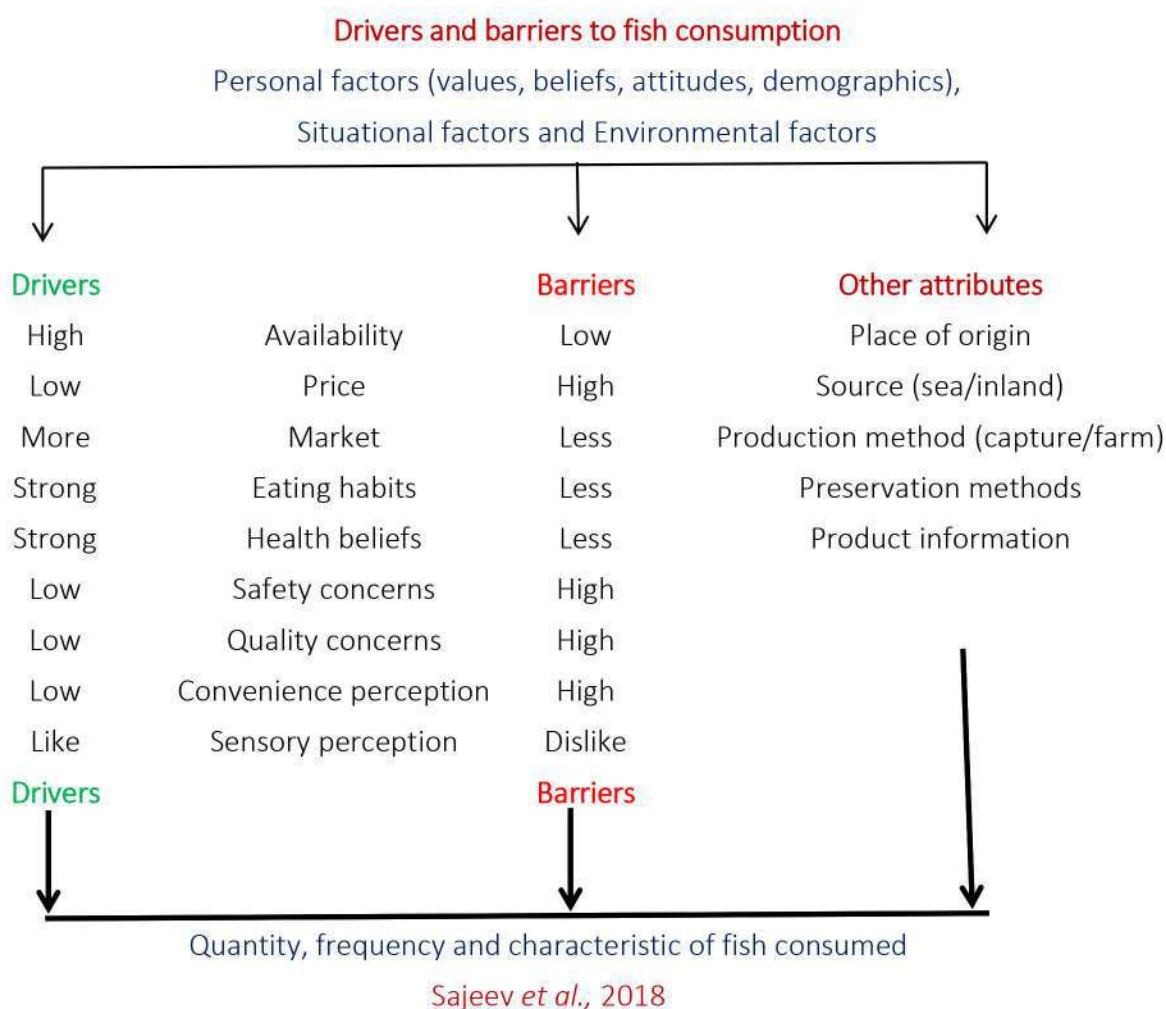 Drivers and barriers to fish consumption
Personal factors (values, beliefs, attitudes, demographics),
Situational factors and Environmental factors
Drivers Barriers Other attributes
High Availability Low Place of origin
Low Price High Source (sea/inland)
More Market Less Production method (capture/farm)
Strong Eating habits Less Preservation methods
Strong Health beliefs Less Product information
Low Safety concerns High
Low Quality concerns High
Low Convenience perception High
Like Sensory perception Dislike
Drivers Barriers
Quantity, frequency and characteristic of fish consumed
Sajeev et al., 2018